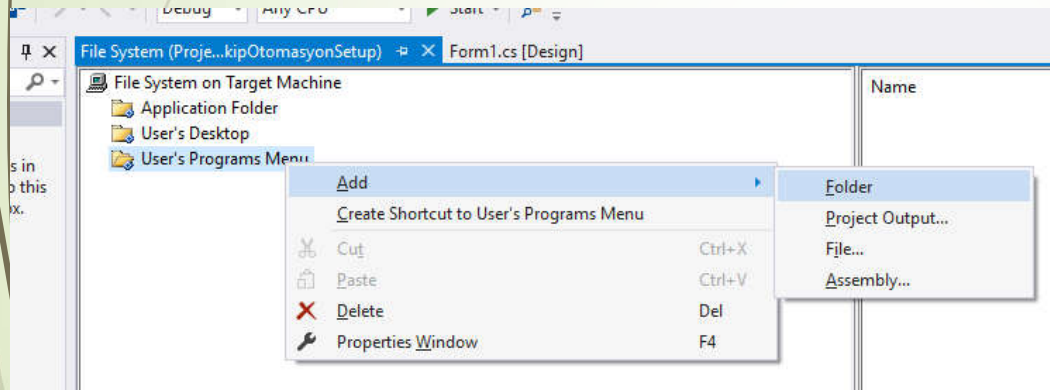 Debug Any CPU Start
File System (Proje...kipOtomasyonSetup) Form1.cs [Design]
File System on Target Machine
Name
Application Folder
User's Desktop
User's Programs Menu
s in
this
Add
Folder
Create Shortcut to User's Programs Menu
Project Output...
Cut Ctrl+X
File...
Paste Ctrl+V
Assembly...
Delete Del
Properties Window F4